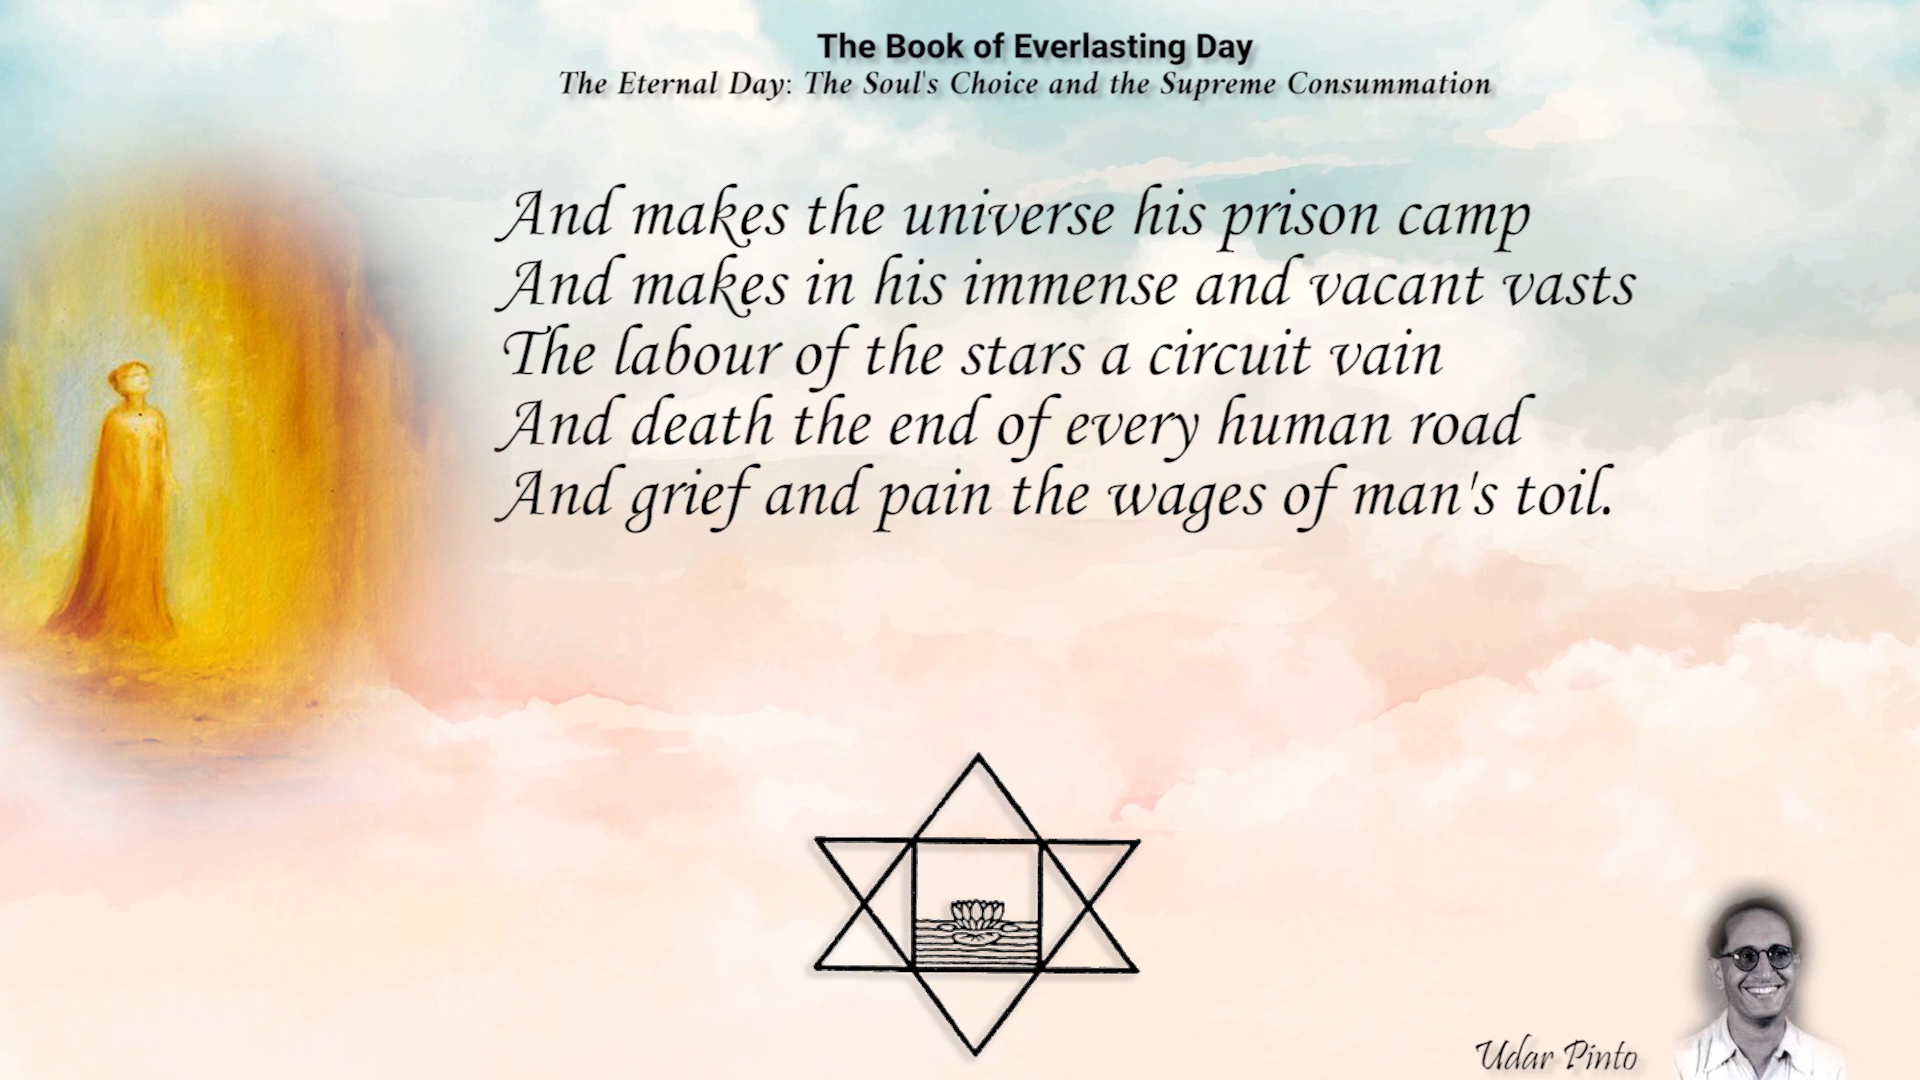 The Book of Everlasting Day
The Eternal Day: The Soul's Choice and the Supreme Consummation
And makes the universe his prison camp
And makes in his immense and vacant vasts
The labour of the stars a circuit vain
And death the end of every human road
And grief and pain the wages of man's toil.
Udar Pinto